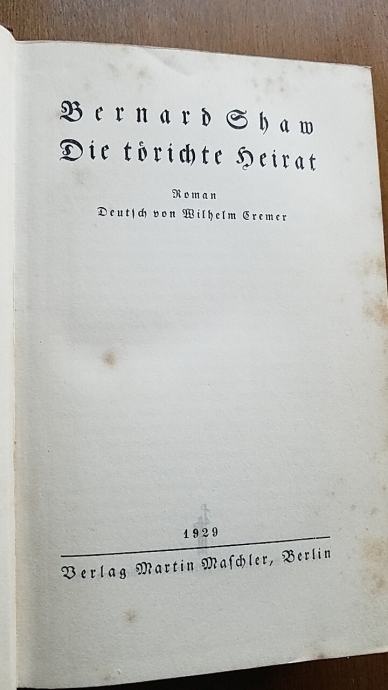 Bernard Shaw
Die törichte Heirat
Roman
Deutsch von Wilhelm Cremer
1929
Verlag Martin Maschler, Berlin